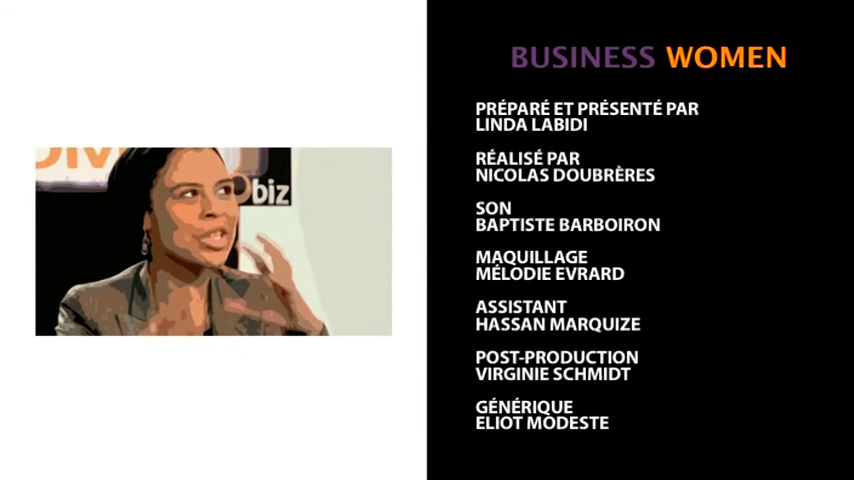 BUSINESS WOMEN
PRÉPARÉ ET PRÉSENTÉ PAR
LINDA LABIDI
RÉALISÉ PAR
NICOLAS DOUBRÈRES
SON
BAPTISTE BARBOIRON
MAQUILLAGE
MÉLODIE EVRARD
ASSISTANT
HASSAN MARQUIZE
POST-PRODUCTION
VIRGINIE SCHMIDT
GÉNÉRIQUE
ELIOT MODESTE
biz